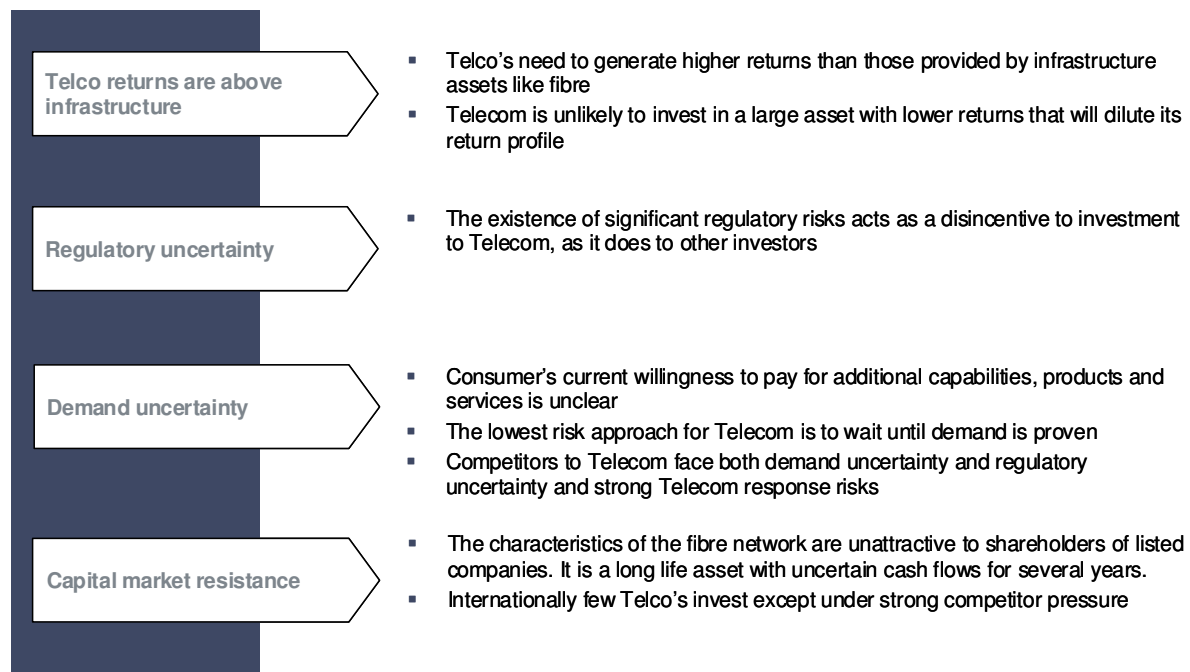 Telco returns are above
infrastructure
▪ Telco's need to generate higher returns than those provided by infrastructure
assets like fibre
▪ Telecom is unlikely to invest in a large asset with lower returns that will dilute its
return profile
Regulatory uncertainty
▪ The existence of significant regulatory risks acts as a disincentive to investment
to Telecom, as it does to other investors
Demand uncertainty
▪ Consumer's current willingness to pay for additional capabilities, products and
services is unclear
▪ The lowest risk approach for Telecom is to wait until demand is proven
▪ Competitors to Telecom face both demand uncertainty and regulatory
uncertainty and strong Telecom response risks
Capital market resistance
▪ The characteristics of the fibre network are unattractive to shareholders of listed
companies. It is a long life asset with uncertain cash flows for several years.
▪ Internationally few Telco's invest except under strong competitor pressure